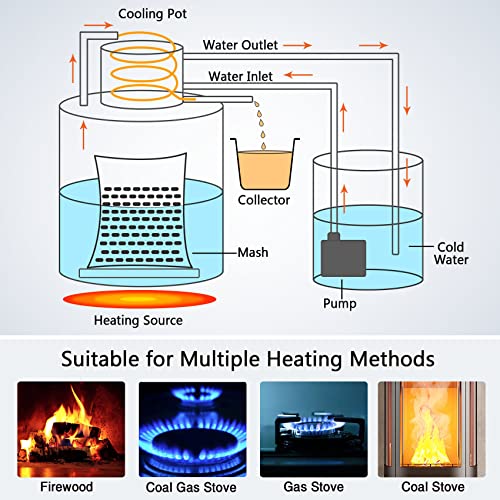 Cooling Pot
Water Outlet
Water Inlet
Collector
Mash
Cold
Water
Pump
Heating Source
Suitable for Multiple Heating Methods
Firewood
Coal Gas Stove
Gas Stove
Coal Stove